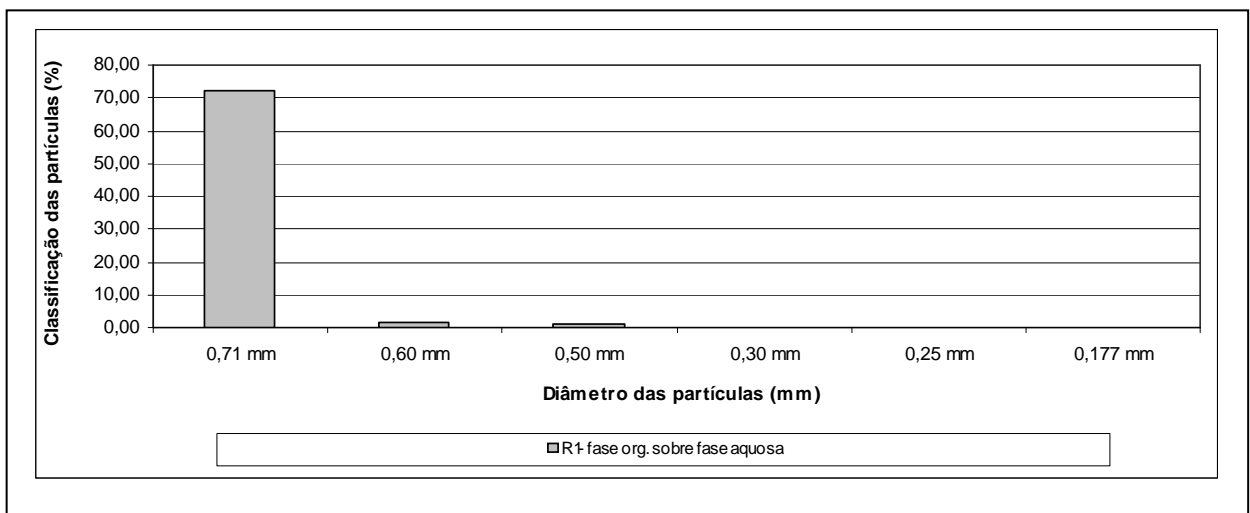 Classificação das partículas (%)
80,00
70,00
60,00
50,00
40,00
30,00
20,00
10,00
0,00
0,71 mm 0,60 mm 0,50 mm 0,30 mm 0,25 mm 0,177 mm
Diâmetro das partículas (mm)
R1- fase org. sobre fase aquosa